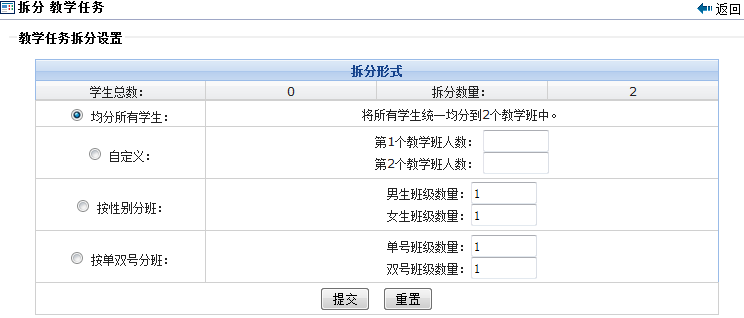 拆分 教学任务 返回
教学任务拆分设置
拆分形式
学生总数： 0 拆分数量： 2
均分所有学生： 将所有学生统一均分到2个教学班中。
自定义： 第1个教学班人数：
第2个教学班人数：
按性别分班： 男生班级数量： 1
女生班级数量： 1
按单双号分班： 单号班级数量： 1
双号班级数量： 1
提交 重置